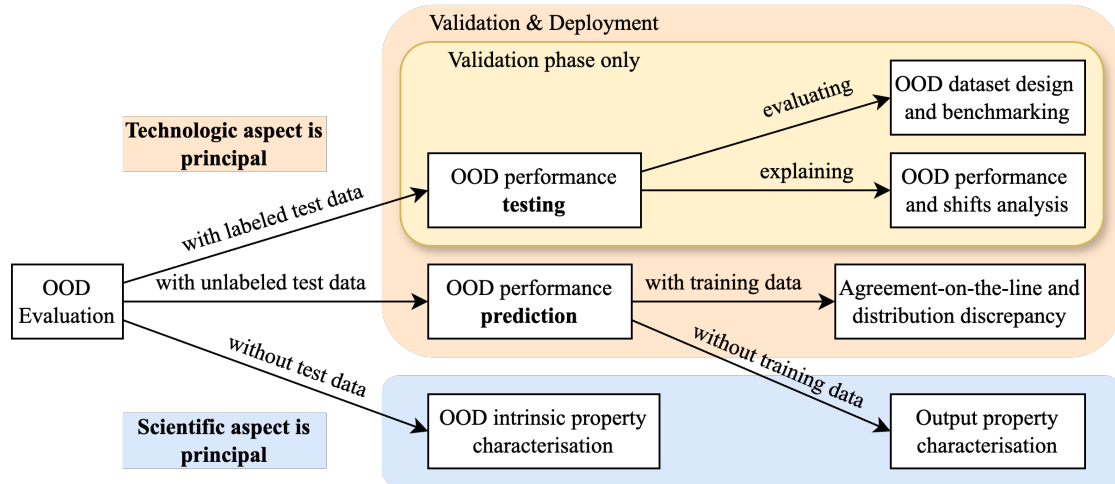 Validation & Deployment
Validation phase only
OOD dataset design
and benchmarking
evaluating
Technologic aspect is
principal
OOD performance
testing
explaining
OOD performance
and shifts analysis
with labeled test data
OOD
Evaluation
with unlabeled test data
OOD performance
prediction
with training data
Agreement-on-the-line and
distribution discrepancy
without test data
without training data
Scientific aspect is
principal
OOD intrinsic property
characterisation
Output property
characterisation